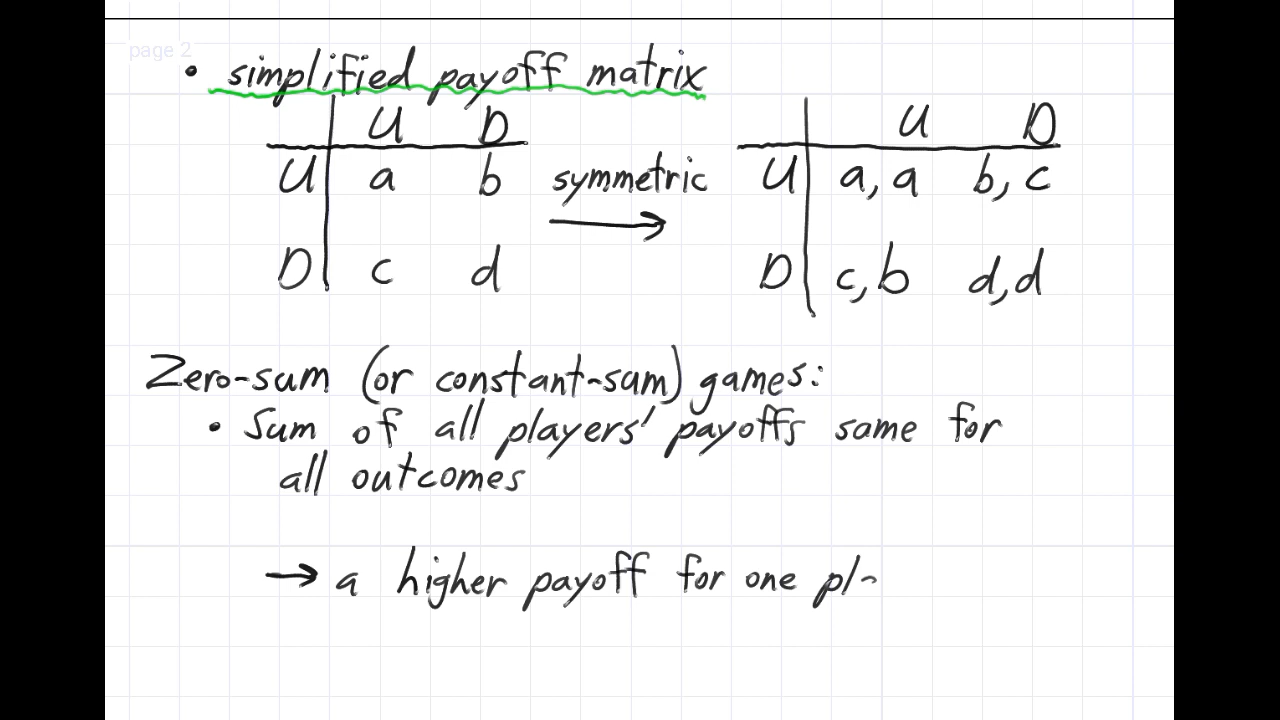 page 2
• simplified payoff matrix
U D U D
U a b symmetric U a, a b, c
D c d D c, b d, d
Zero-sum (or constant-sum) games:
• Sum of all players' payoffs same for
all outcomes
→ a higher payoff for one pl